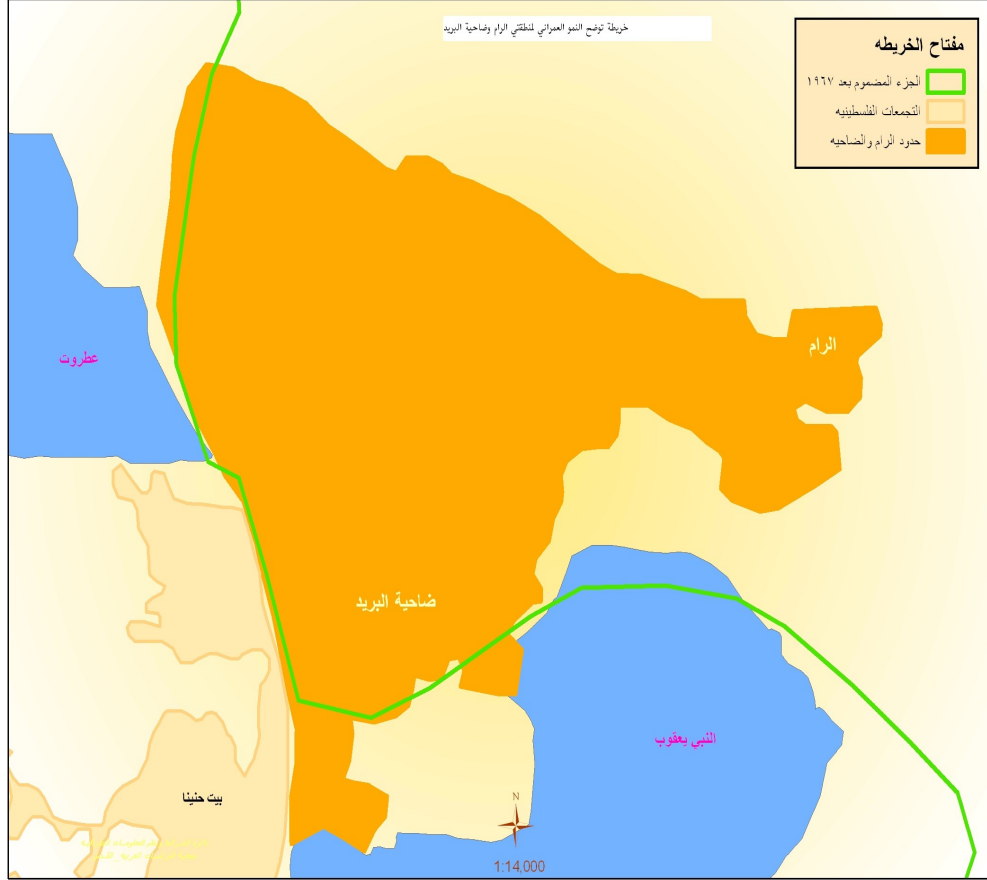 خريطة توضح النمو العمراني لمنطقتي الرام وضاحية البريد
مفتاح الخريطه
الجزء المضموم بعد ١٩٦٧
التجمعات الفلسطينيه
حدود الرام والضاحيه
الرام
عطروت
ضاحية البريد
النبي يعقوب
بيت حنينا
N
1:14,000